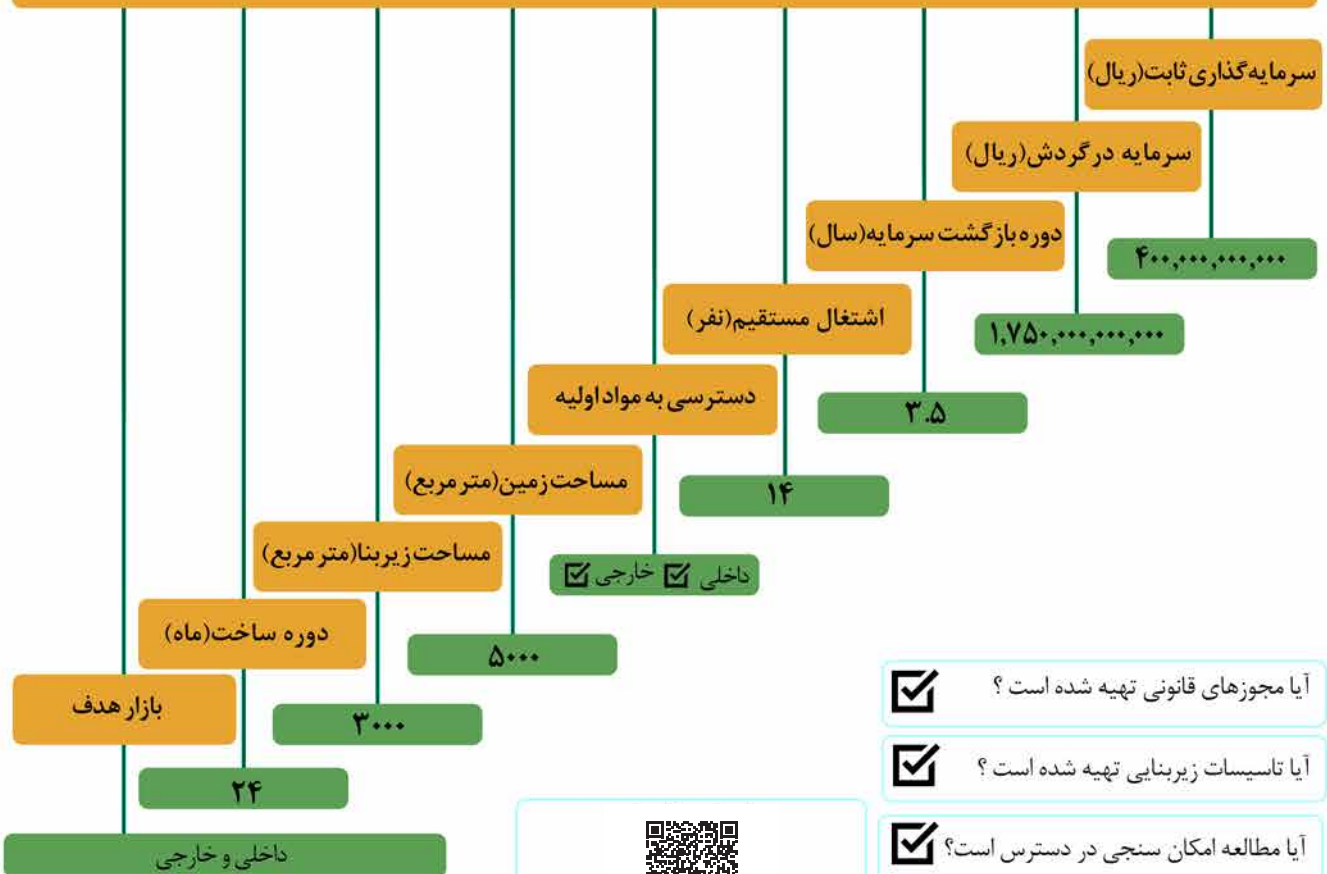 سرمایه‌گذاری ثابت(ریال)
۴۰۰,۰۰۰,۰۰۰,۰۰۰
سرمایه در گردش(ریال)
۱,۷۵۰,۰۰۰,۰۰۰,۰۰۰
دوره بازگشت سرمایه(سال)
۳.۵
اشتغال مستقیم(نفر)
۱۴
دسترسی به مواد اولیه
داخلی ☑ خارجی ☑
مساحت زمین(متر مربع)
۵۰۰۰
مساحت زیربنا(متر مربع)
۳۰۰۰
دوره ساخت(ماه)
۲۴
بازار هدف
داخلی و خارجی
آیا مجوزهای قانونی تهیه شده است ؟ ☑
آیا تاسیسات زیربنایی تهیه شده است ؟ ☑
آیا مطالعه امکان سنجی در دسترس است؟ ☑